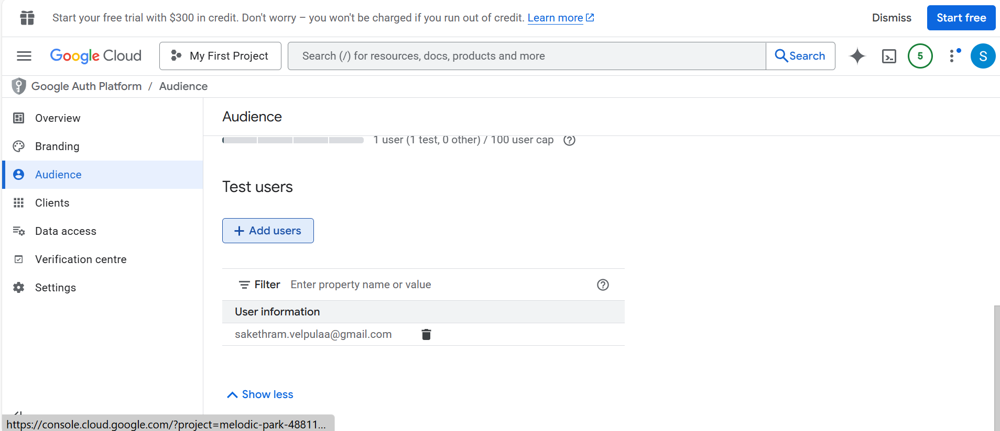 Start your free trial with $300 in credit. Don't worry – you won't be charged if you run out of credit. Learn more
Dismiss
Start free
Google Cloud
My First Project
Search (/) for resources, docs, products and more
Search
5
S
Google Auth Platform / Audience
Overview
Branding
Audience
Clients
Data access
Verification centre
Settings
Audience
1 user (1 test, 0 other) / 100 user cap
Test users
+ Add users
Filter Enter property name or value
User information
sakethram.velpulaa@gmail.com
Show less
https://console.cloud.google.com/?project=melodic-park-48811...